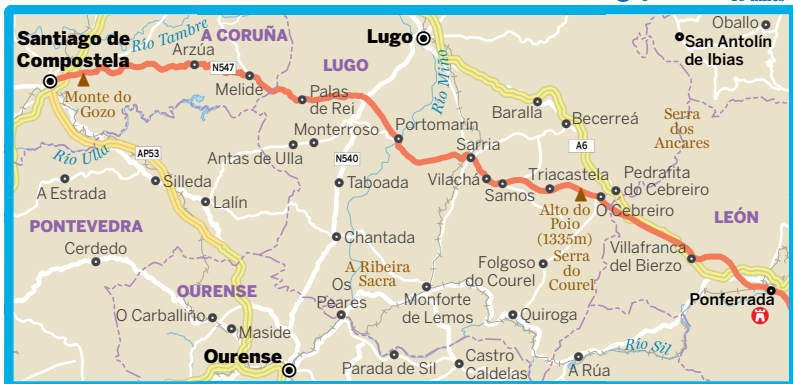 Oballo
San Antolín
de Ibias
Santiago de
Compostela
Río Tambre
A CORUÑA
Arzúa
N547
Melide
Monte do
Gozo
Lugo
LUGO
Río Miño
Palas
de Rei
Portomarín
Monterroso
Antas de Ulla
N540
Taboada
Baralla
Becerreá
A6
Serra
dos
Ancares
Sarria
Vilachá
Samos
Triacastela
Pedrafita
do Cebreiro
O Cebreiro
Alto do
Poio
(1335m)
Serra
do
Courel
LEÓN
Río Ulla
AP53
A Estrada
Silleda
Lalín
PONTEVEDRA
Cerdedo
Chantada
A Ribeira
Sacra
Folgoso
do Courel
Villafranca
del Bierzo
Ponferrada
OURENSE
Os
Peares
Monforte
de Lemos
Quiroga
O Carballiño
Maside
Ourense
Parada de Sil
Castro
Caldelas
A Rúa
Río Sil